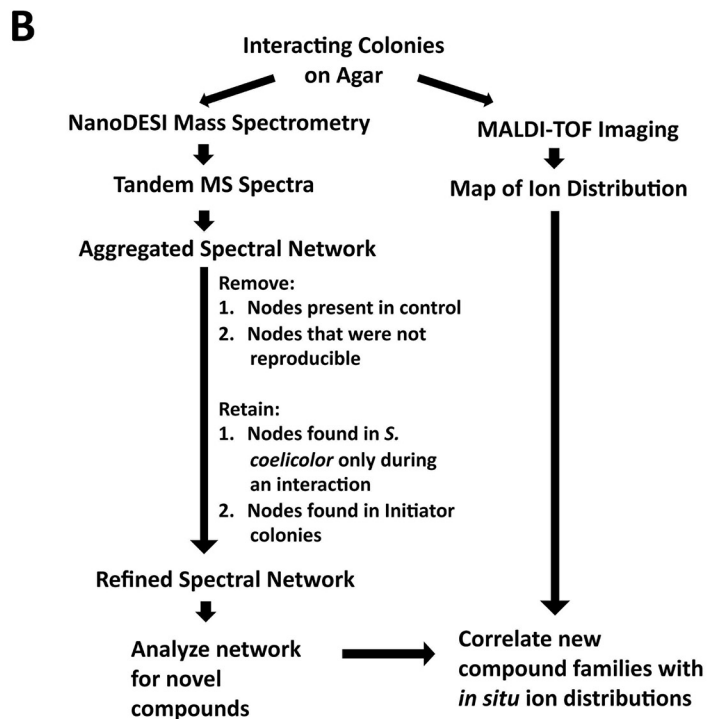 B
Interacting Colonies
on Agar
NanoDESI Mass Spectrometry
MALDI-TOF Imaging
Tandem MS Spectra
Map of Ion Distribution
Aggregated Spectral Network
Remove:
1. Nodes present in control
2. Nodes that were not
reproducible
Retain:
1. Nodes found in S.
coelicolor only during
an interaction
2. Nodes found in Initiator
colonies
Refined Spectral Network
Analyze network
for novel
compounds
Correlate new
compound families with
in situ ion distributions